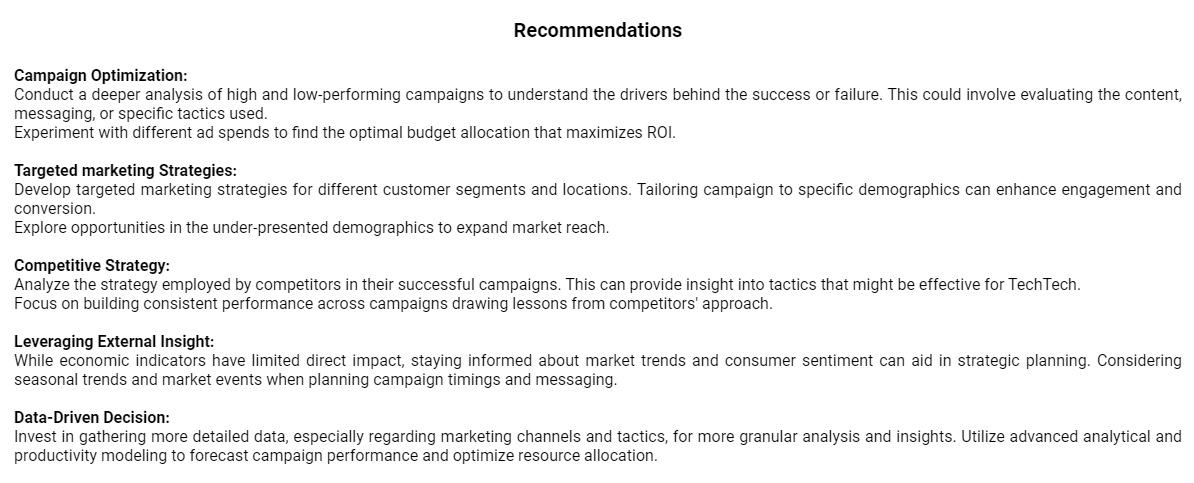 Recommendations
Campaign Optimization:
Conduct a deeper analysis of high and low-performing campaigns to understand the drivers behind the success or failure. This could involve evaluating the content,
messaging, or specific tactics used.
Experiment with different ad spends to find the optimal budget allocation that maximizes ROI.
Targeted marketing Strategies:
Develop targeted marketing strategies for different customer segments and locations. Tailoring campaign to specific demographics can enhance engagement and
conversion.
Explore opportunities in the under-presented demographics to expand market reach.
Competitive Strategy:
Analyze the strategy employed by competitors in their successful campaigns. This can provide insight into tactics that might be effective for TechTech.
Focus on building consistent performance across campaigns drawing lessons from competitors' approach.
Leveraging External Insight:
While economic indicators have limited direct impact, staying informed about market trends and consumer sentiment can aid in strategic planning. Considering
seasonal trends and market events when planning campaign timings and messaging.
Data-Driven Decision:
Invest in gathering more detailed data, especially regarding marketing channels and tactics, for more granular analysis and insights. Utilize advanced analytical and
productivity modeling to forecast campaign performance and optimize resource allocation.